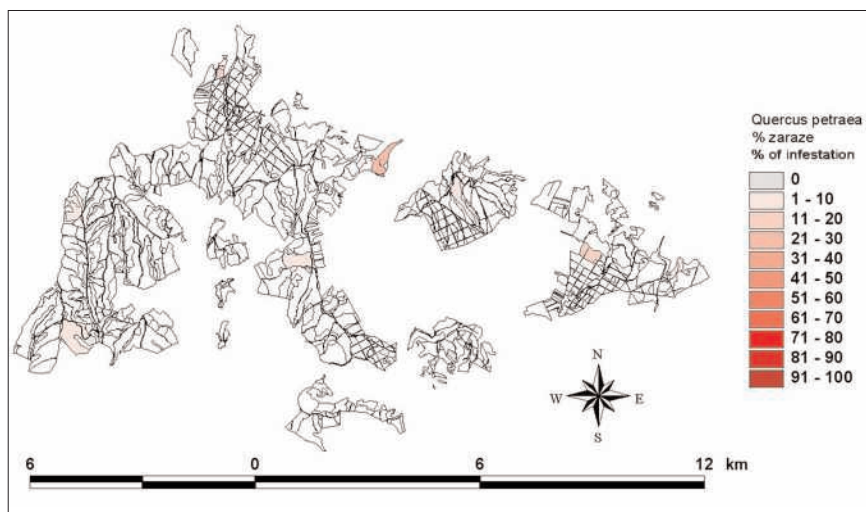 Quercus petraea
% zaraze
% of infestation
0
1 - 10
11 - 20
21 - 30
31 - 40
41 - 50
51 - 60
61 - 70
71 - 80
81 - 90
91 - 100
N
W E
S
6 0 6 12 km